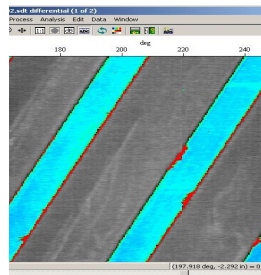 2.sdt differential (1 of 2)
Process Analysis Edit Data Window
deg
180 200 220 240
(197.918 deg, -2.292 in) = 0